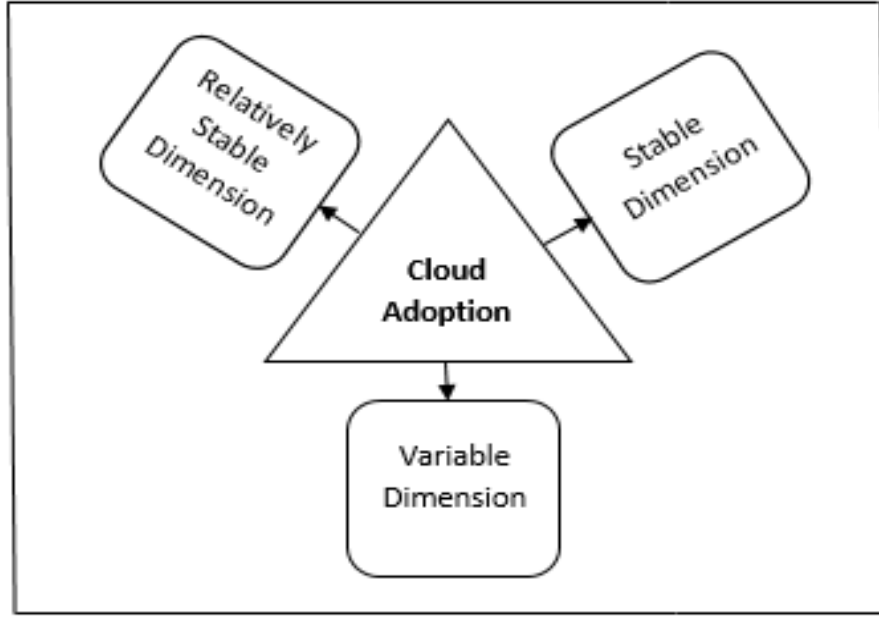 Relatively
Stable
Dimension
Stable
Dimension
Cloud
Adoption
Variable
Dimension